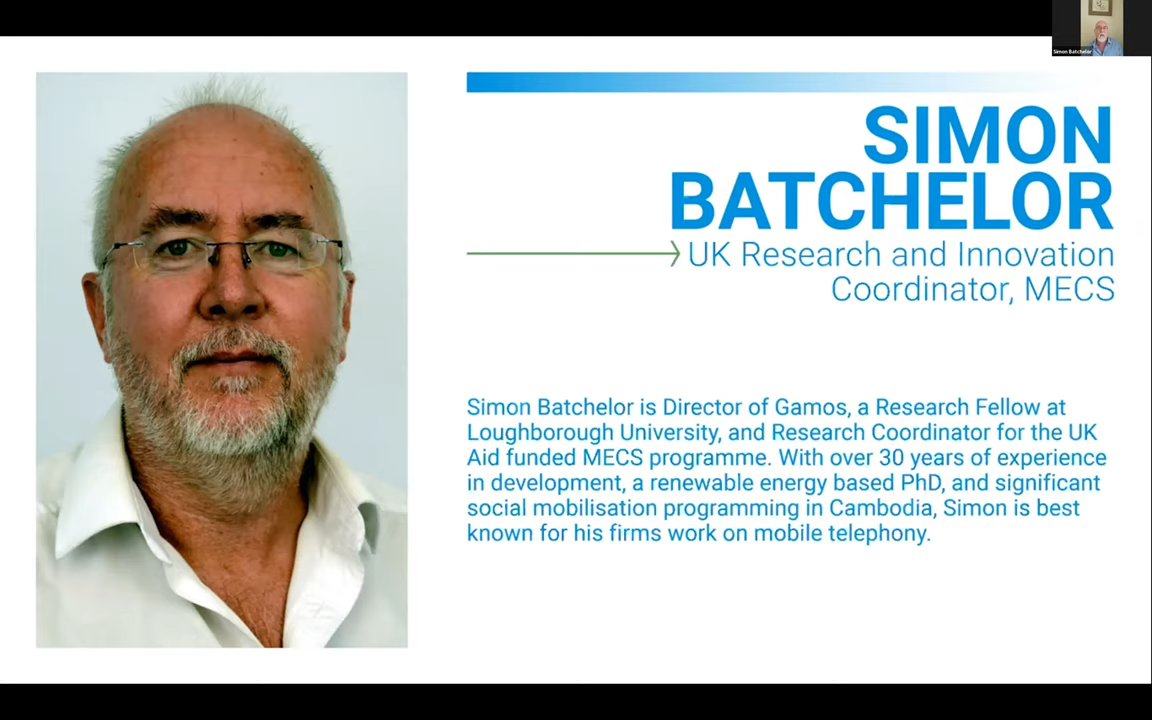 Simon Batchelor
SIMON
BATCHELOR
UK Research and Innovation
Coordinator, MECS
Simon Batchelor is Director of Gamos, a Research Fellow at
Loughborough University, and Research Coordinator for the UK
Aid funded MECS programme. With over 30 years of experience
in development, a renewable energy based PhD, and significant
social mobilisation programming in Cambodia, Simon is best
known for his firms work on mobile telephony.